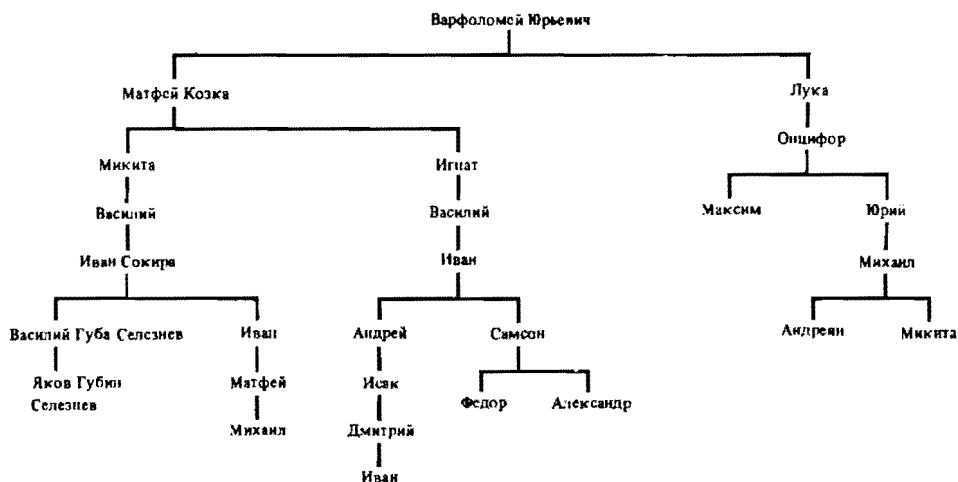 Варфоломей Юрьевич
Матфей Козка
Лука
Онцифор
Микита
Игнат
Максим
Юрий
Василий
Василий
Иван Сокира
Иван
Михаил
Василий Губа Селезнев
Иван
Андрей
Самсон
Андреян
Микита
Яков Губин
Селезнев
Матфей
Исак
Федор
Александр
Михаил
Дмитрий
Иван